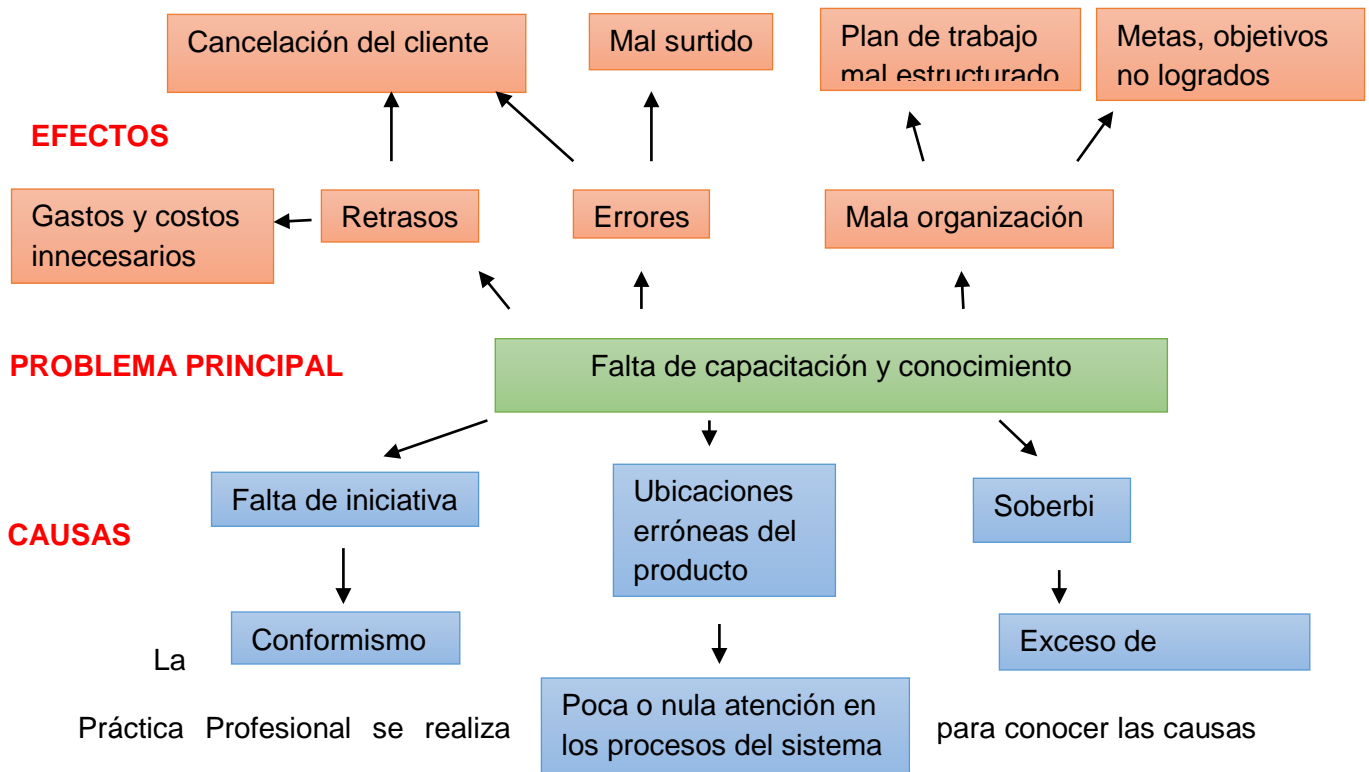 Cancelación del cliente
Mal surtido
Plan de trabajo
mal estructurado
Metas, objetivos
no logrados
EFECTOS
Gastos y costos
innecesarios
Retrasos
Errores
Mala organización
PROBLEMA PRINCIPAL
Falta de capacitación y conocimiento
Falta de iniciativa
Ubicaciones
erróneas del
producto
Soberbi
CAUSAS
Conformismo
Exceso de
La
Poca o nula atención en
los procesos del sistema
Práctica Profesional se realiza para conocer las causas